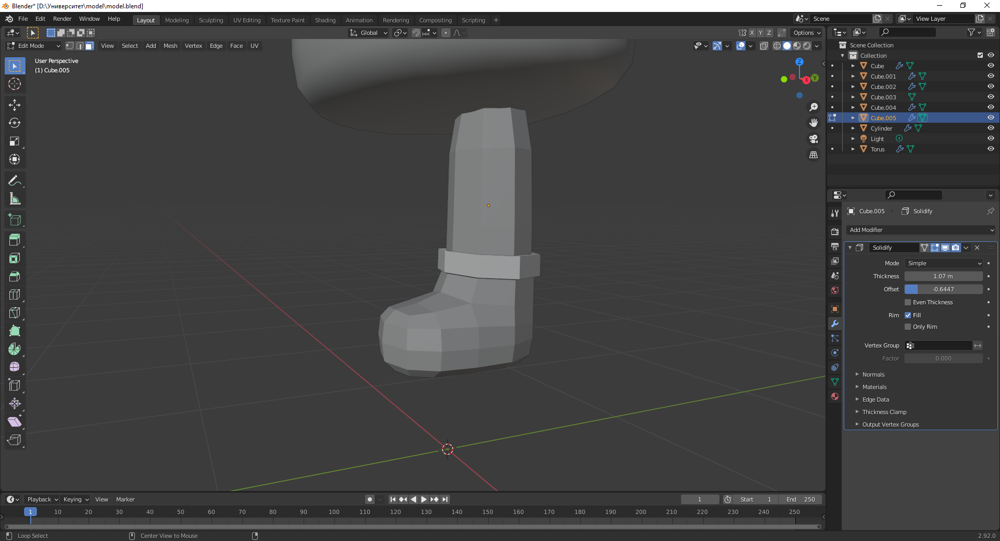 Blender* [D:\Университет\model\model.blend]
File Edit Render Window Help
Layout Modeling Sculpting UV Editing Texture Paint Shading Animation Rendering Compositing Scripting +
Scene
View Layer
Global
X Y Z
Options
Edit Mode
View Select Add Mesh Vertex Edge Face UV
User Perspective
(1) Cube.005
Z
X
Y
Scene Collection
Collection
Cube
Cube.001
Cube.002
Cube.003
Cube.004
Cube.005
Cylinder
Light
Torus
Cube.005 Solidify
Add Modifier
Solidify
Mode Simple
Thickness 1.07 m
Offset -0.6447
Even Thickness
Rim Fill
Only Rim
Vertex Group
Factor 0.000
Normals
Materials
Edge Data
Thickness Clamp
Output Vertex Groups
Playback Keying View Marker
1
Start 1
End 250
1 10 20 30 40 50 60 70 80 90 100 110 120 130 140 150 160 170 180 190 200 210 220 230 240 250
Loop Select
Center View to Mouse
2.92.0